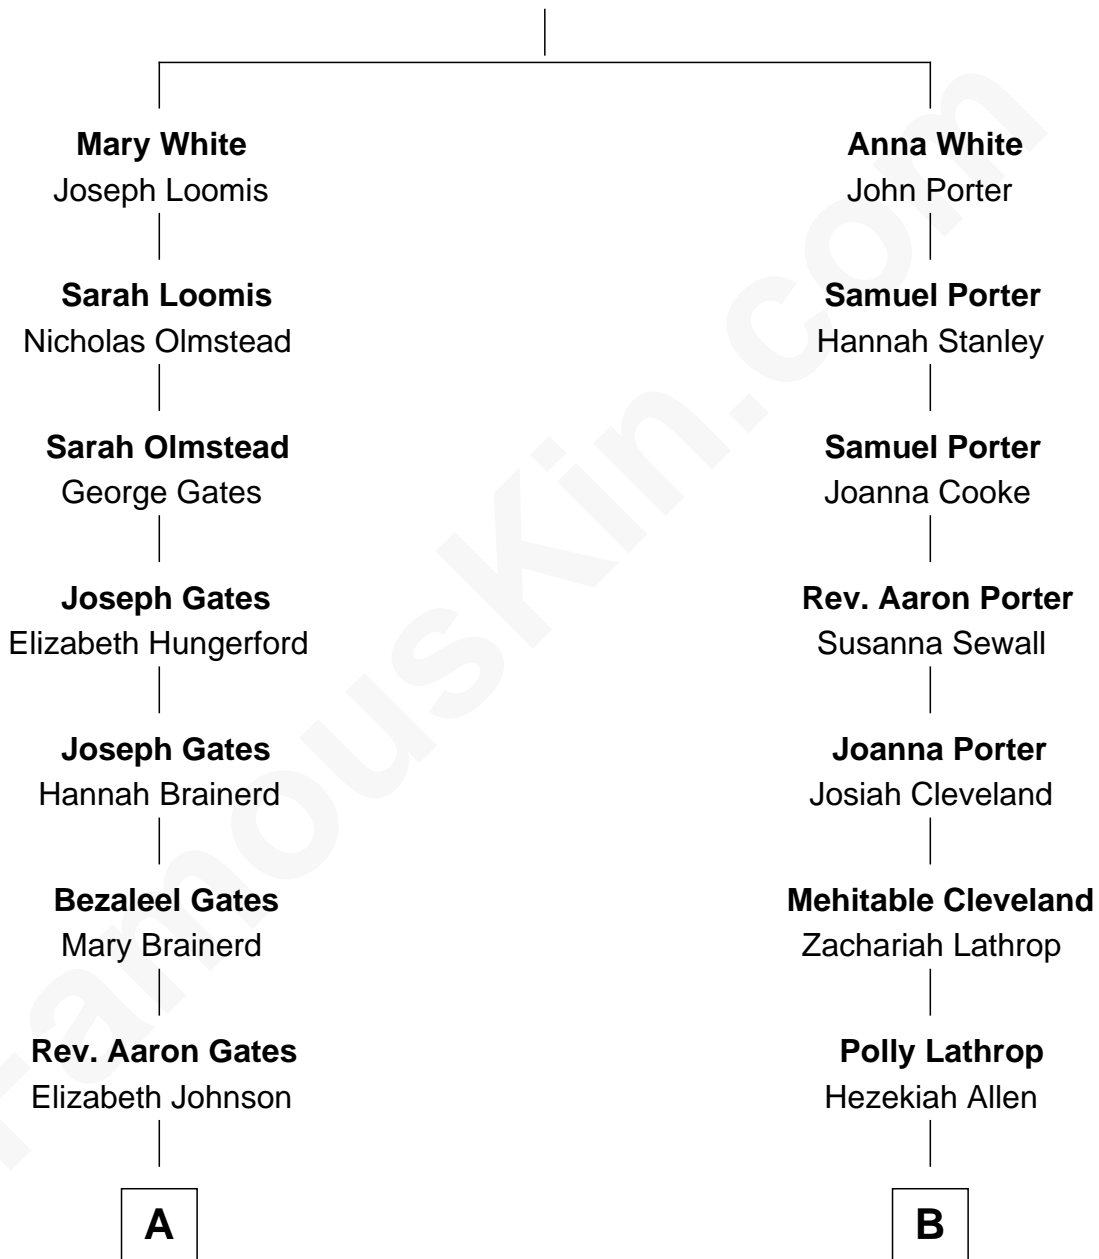 Mary White
Joseph Loomis
Sarah Loomis
Nicholas Olmstead
Sarah Olmstead
George Gates
Joseph Gates
Elizabeth Hungerford
Joseph Gates
Hannah Brainerd
Bezaleel Gates
Mary Brainerd
Rev. Aaron Gates
Elizabeth Johnson
A
Anna White
John Porter
Samuel Porter
Hannah Stanley
Samuel Porter
Joanna Cooke
Rev. Aaron Porter
Susanna Sewall
Joanna Porter
Josiah Cleveland
Mehitable Cleveland
Zachariah Lathrop
Polly Lathrop
Hezekiah Allen
B
FamousKin.com